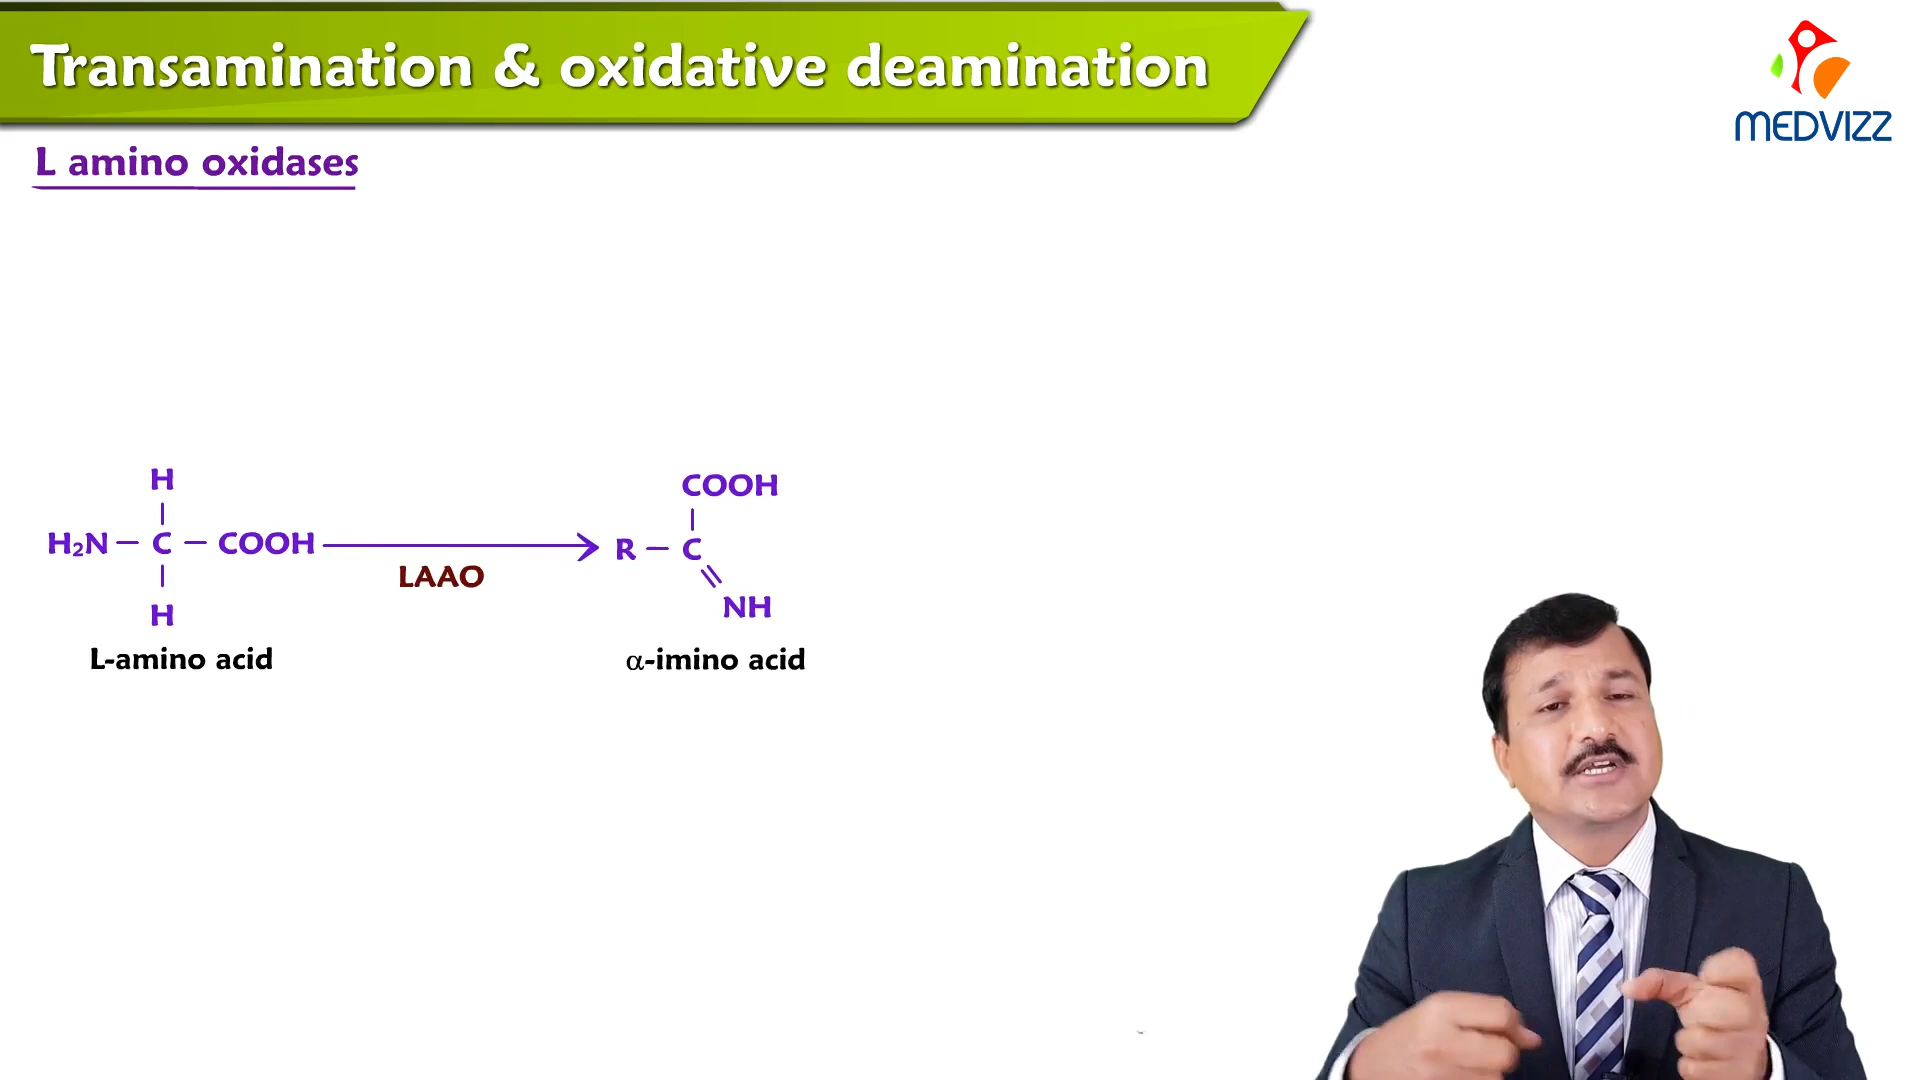 Transamination & oxidative deamination
MEDVIZZ
L amino oxidases
H
H₂N — C — COOH
H
L-amino acid
LAAO
COOH
R — C
NH
α-imino acid